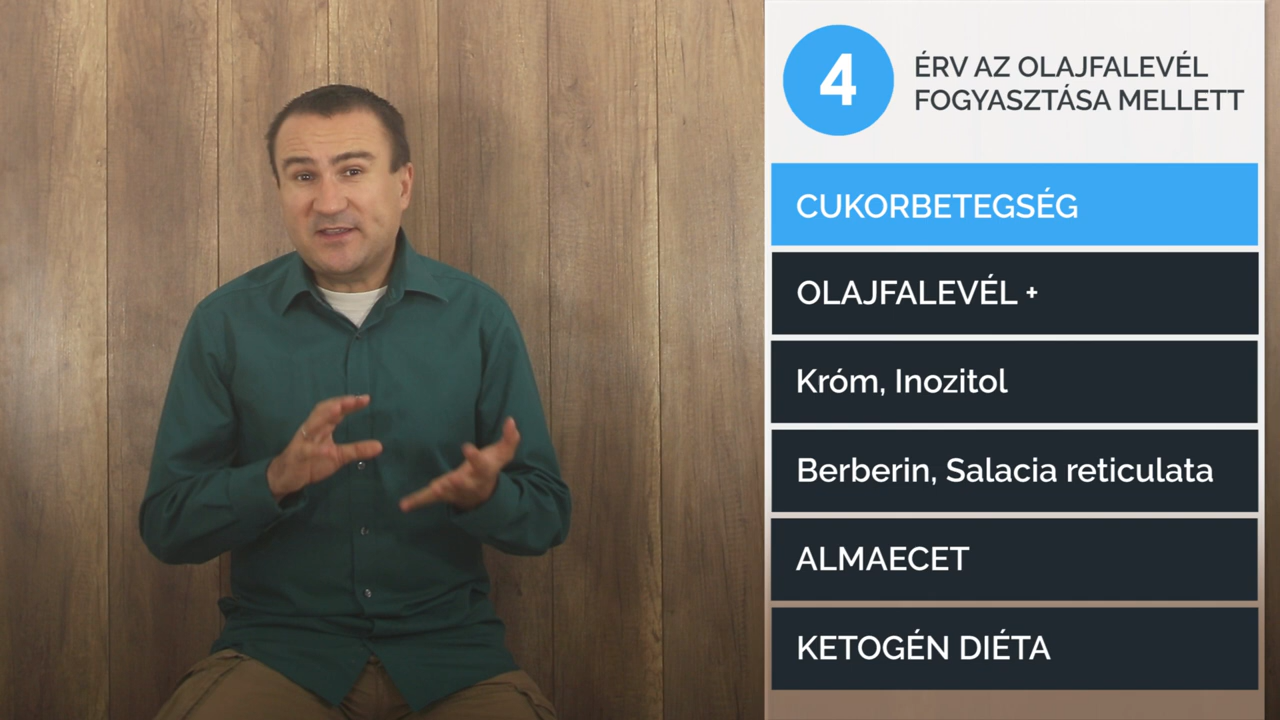 4
ÉRV AZ OLAJFALEVÉL
FOGYASZTÁSA MELLETT
CUKORBETEGSÉG
OLAJFALEVÉL +
Króm, Inozitol
Berberin, Salacia reticulata
ALMAECET
KETOGÉN DIÉTA